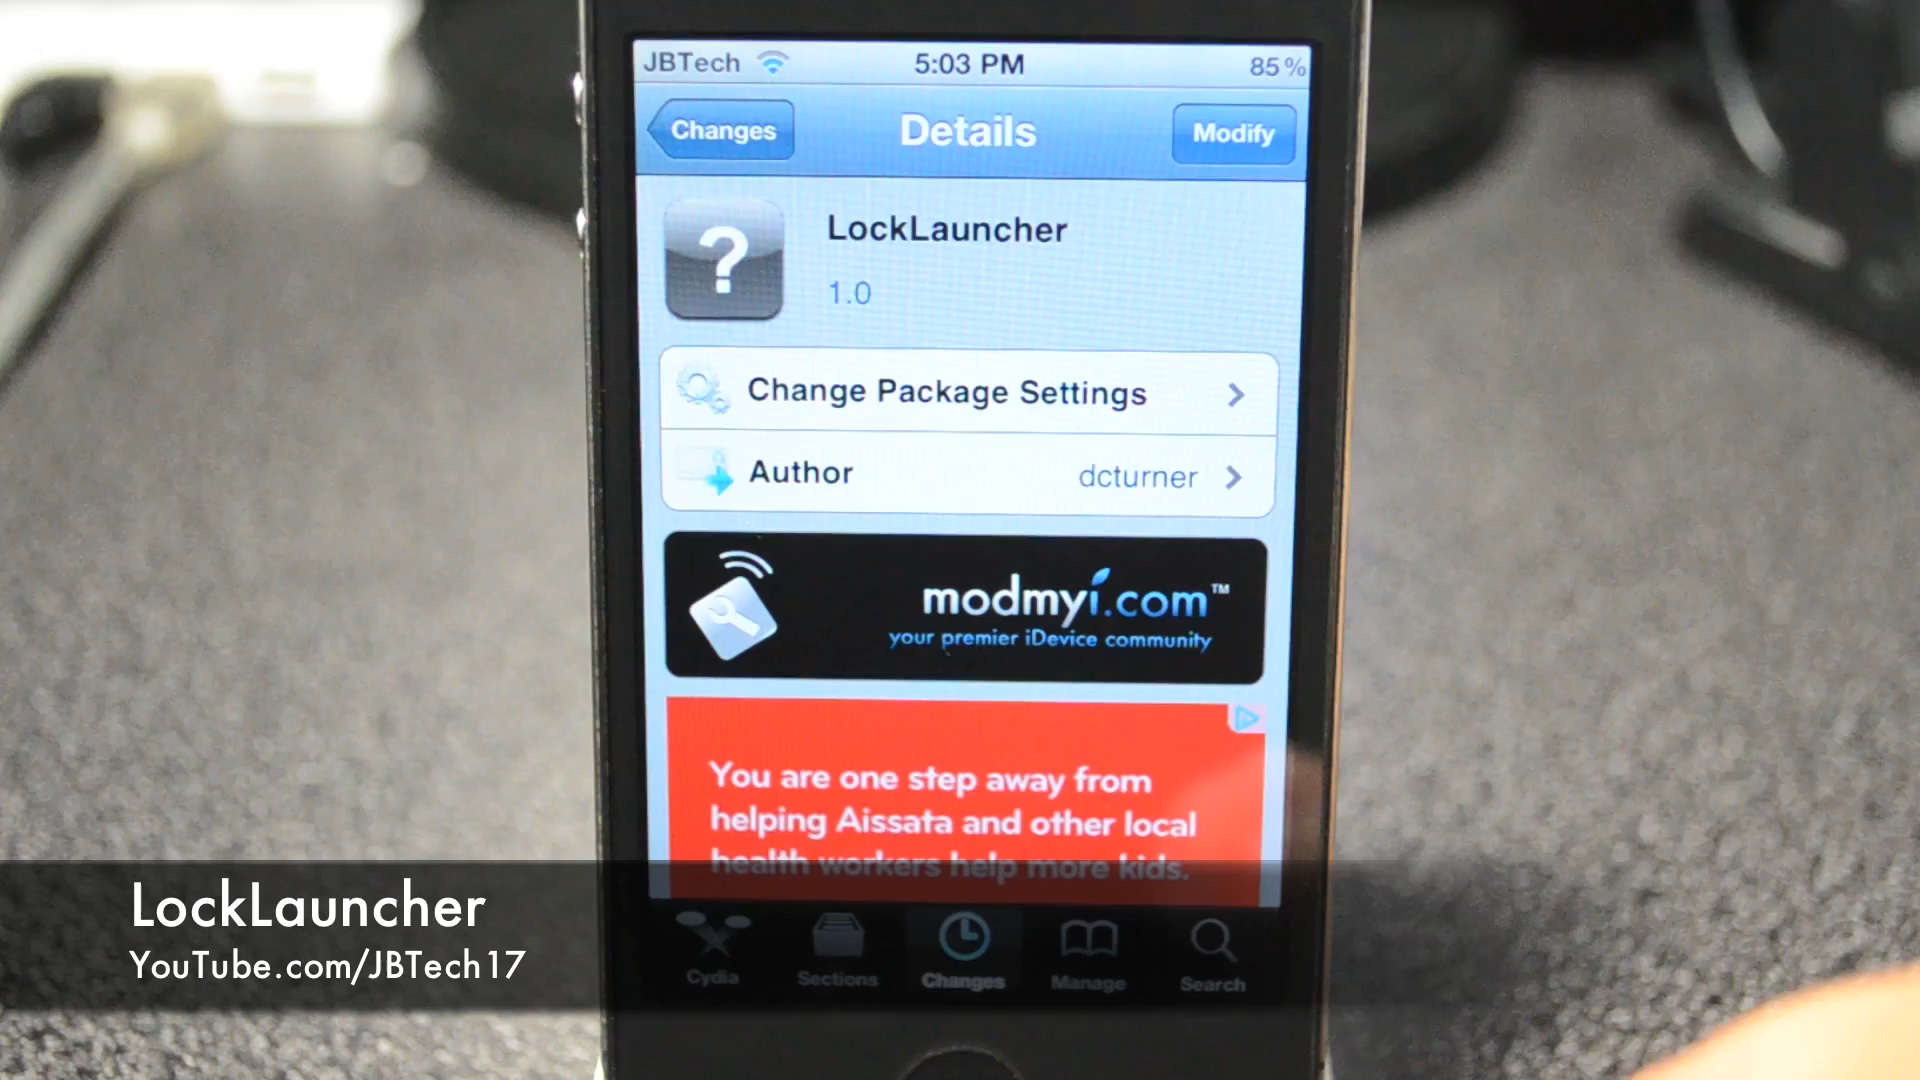 JBTech 5:03 PM 85%
Changes Details Modify
?
LockLauncher
1.0
Change Package Settings
Author dcturner
modmyi.com™
your premier iDevice community
You are one step away from
helping Aissata and other local
health workers help more kids.
LockLauncher
YouTube.com/JBTech17
Cydia Sections Changes Manage Search